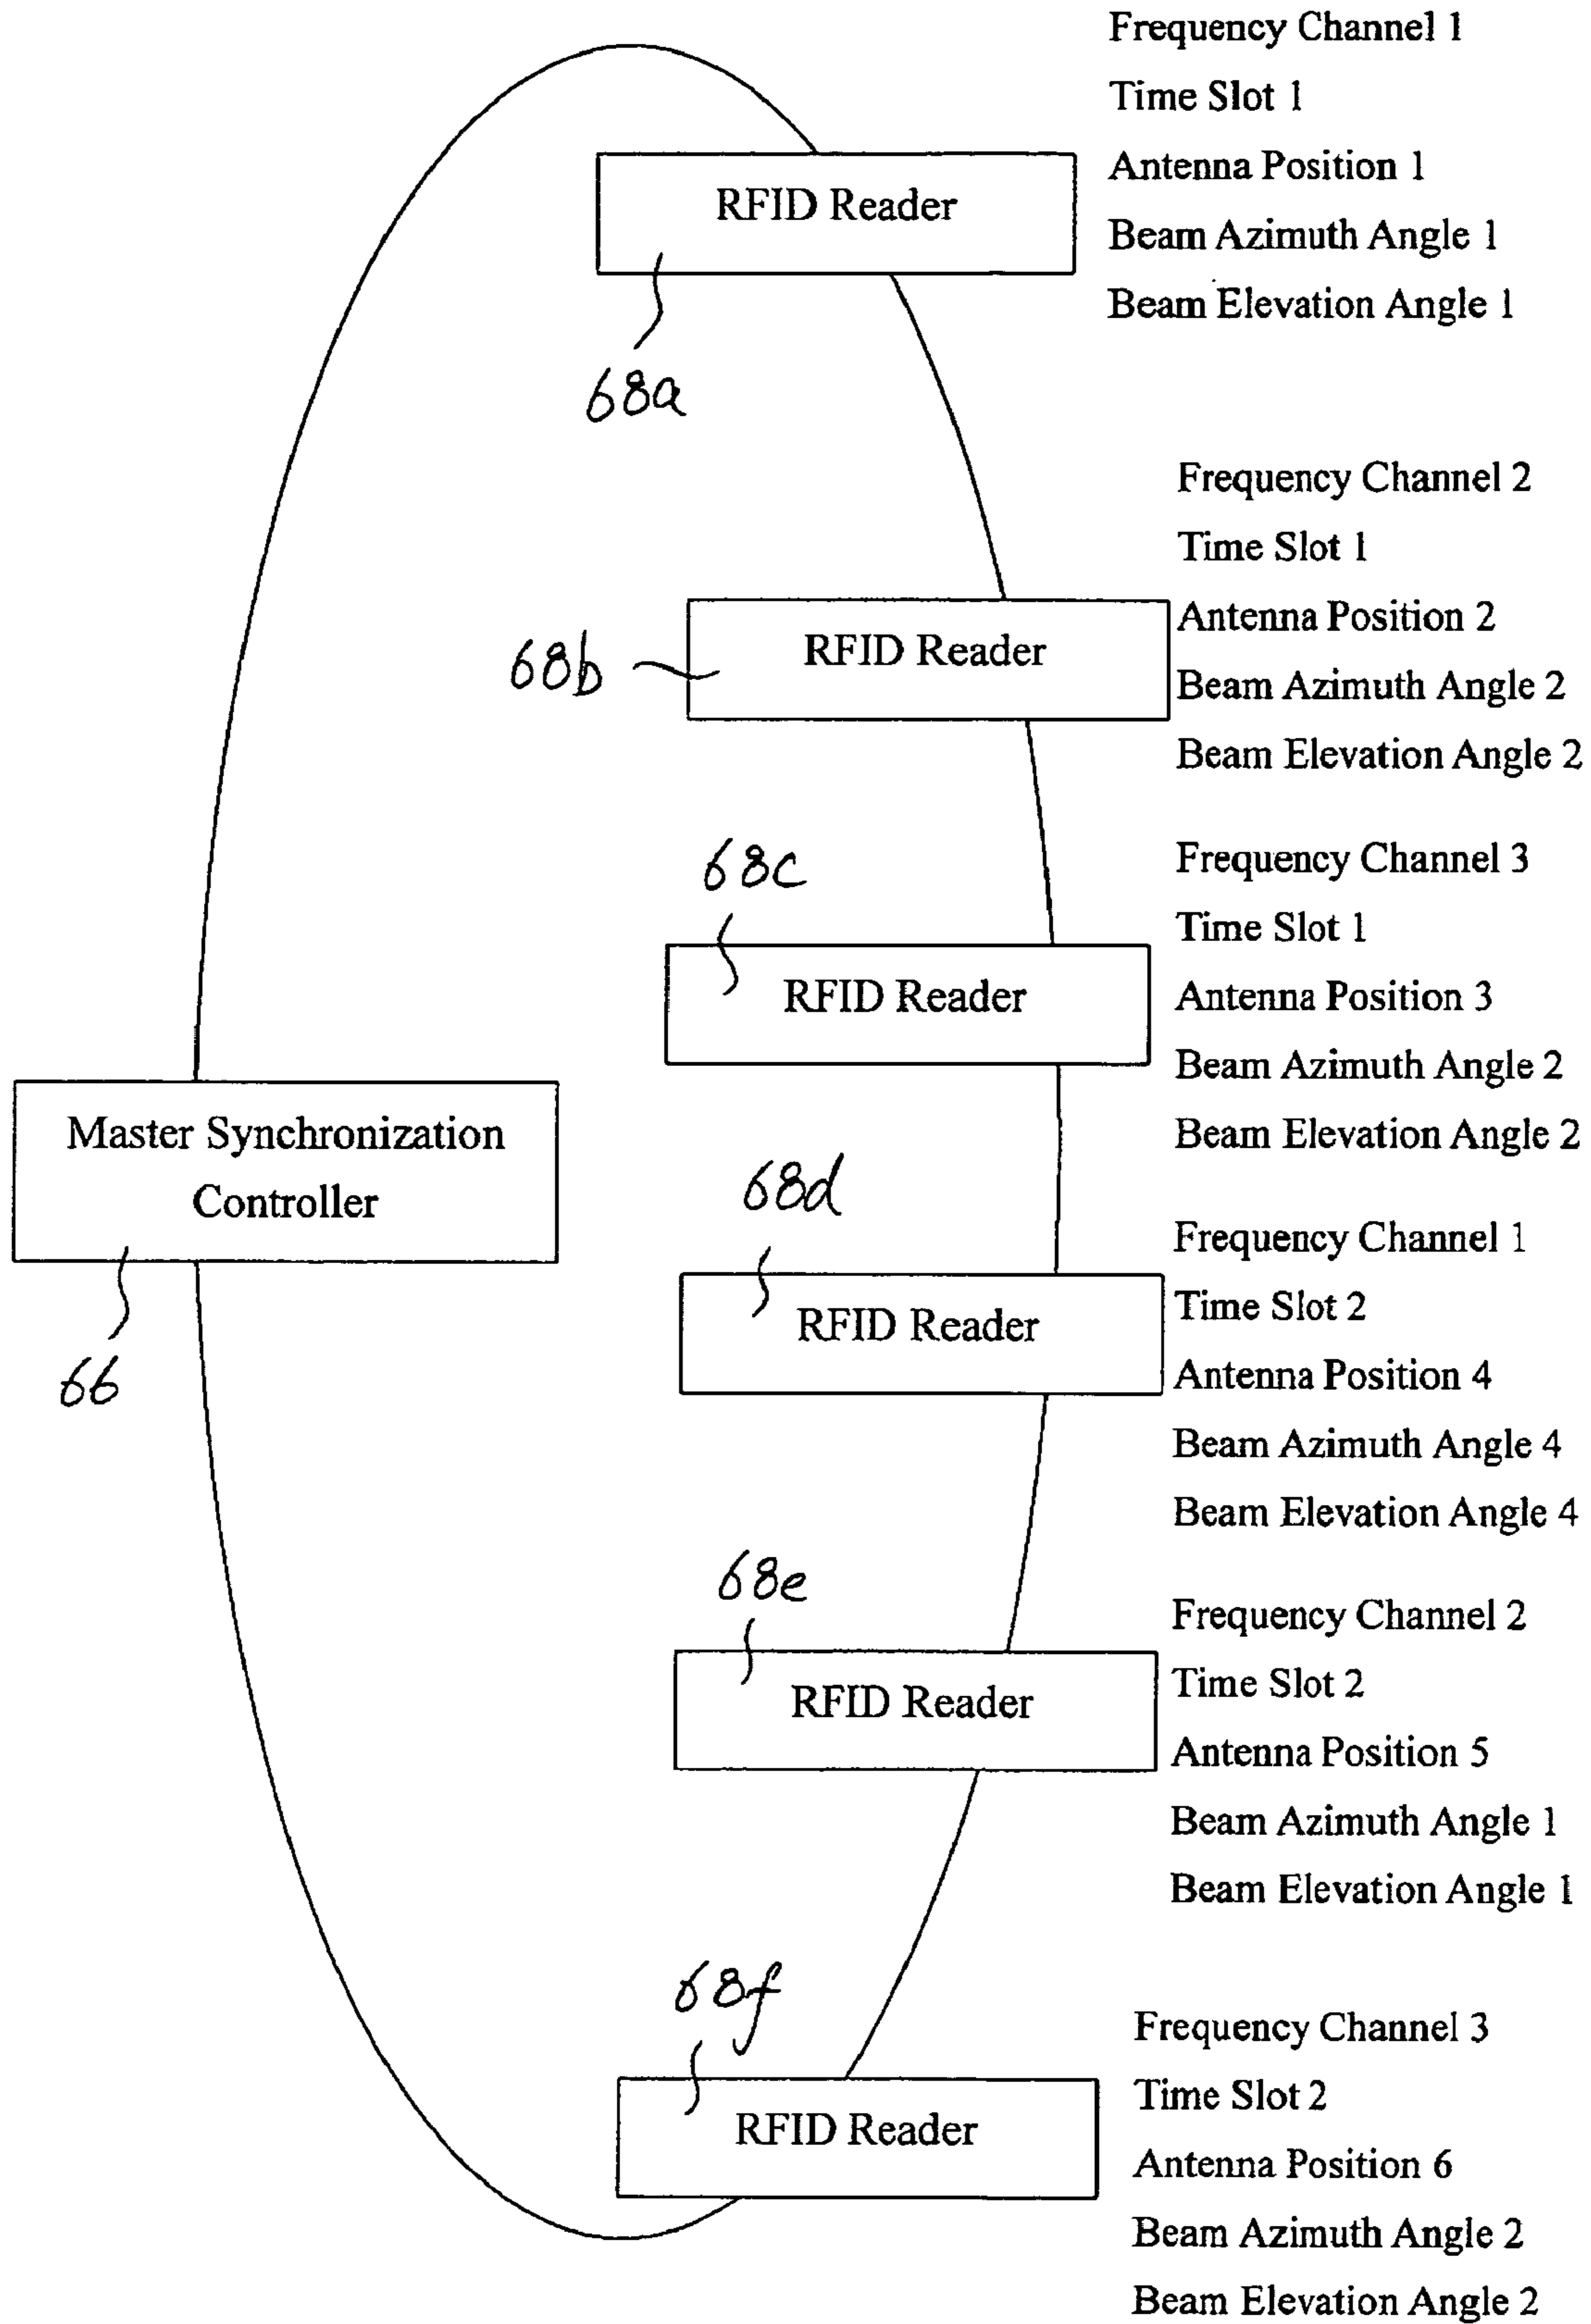 Frequency Channel 1
Time Slot 1
Antenna Position 1
Beam Azimuth Angle 1
Beam Elevation Angle 1
RFID Reader
68a
Frequency Channel 2
Time Slot 1
Antenna Position 2
Beam Azimuth Angle 2
Beam Elevation Angle 2
RFID Reader
68b
Frequency Channel 3
Time Slot 1
Antenna Position 3
Beam Azimuth Angle 2
Beam Elevation Angle 2
68c
RFID Reader
Master Synchronization
Controller
66
68d
RFID Reader
Frequency Channel 1
Time Slot 2
Antenna Position 4
Beam Azimuth Angle 4
Beam Elevation Angle 4
68e
RFID Reader
Frequency Channel 2
Time Slot 2
Antenna Position 5
Beam Azimuth Angle 1
Beam Elevation Angle 1
68f
RFID Reader
Frequency Channel 3
Time Slot 2
Antenna Position 6
Beam Azimuth Angle 2
Beam Elevation Angle 2